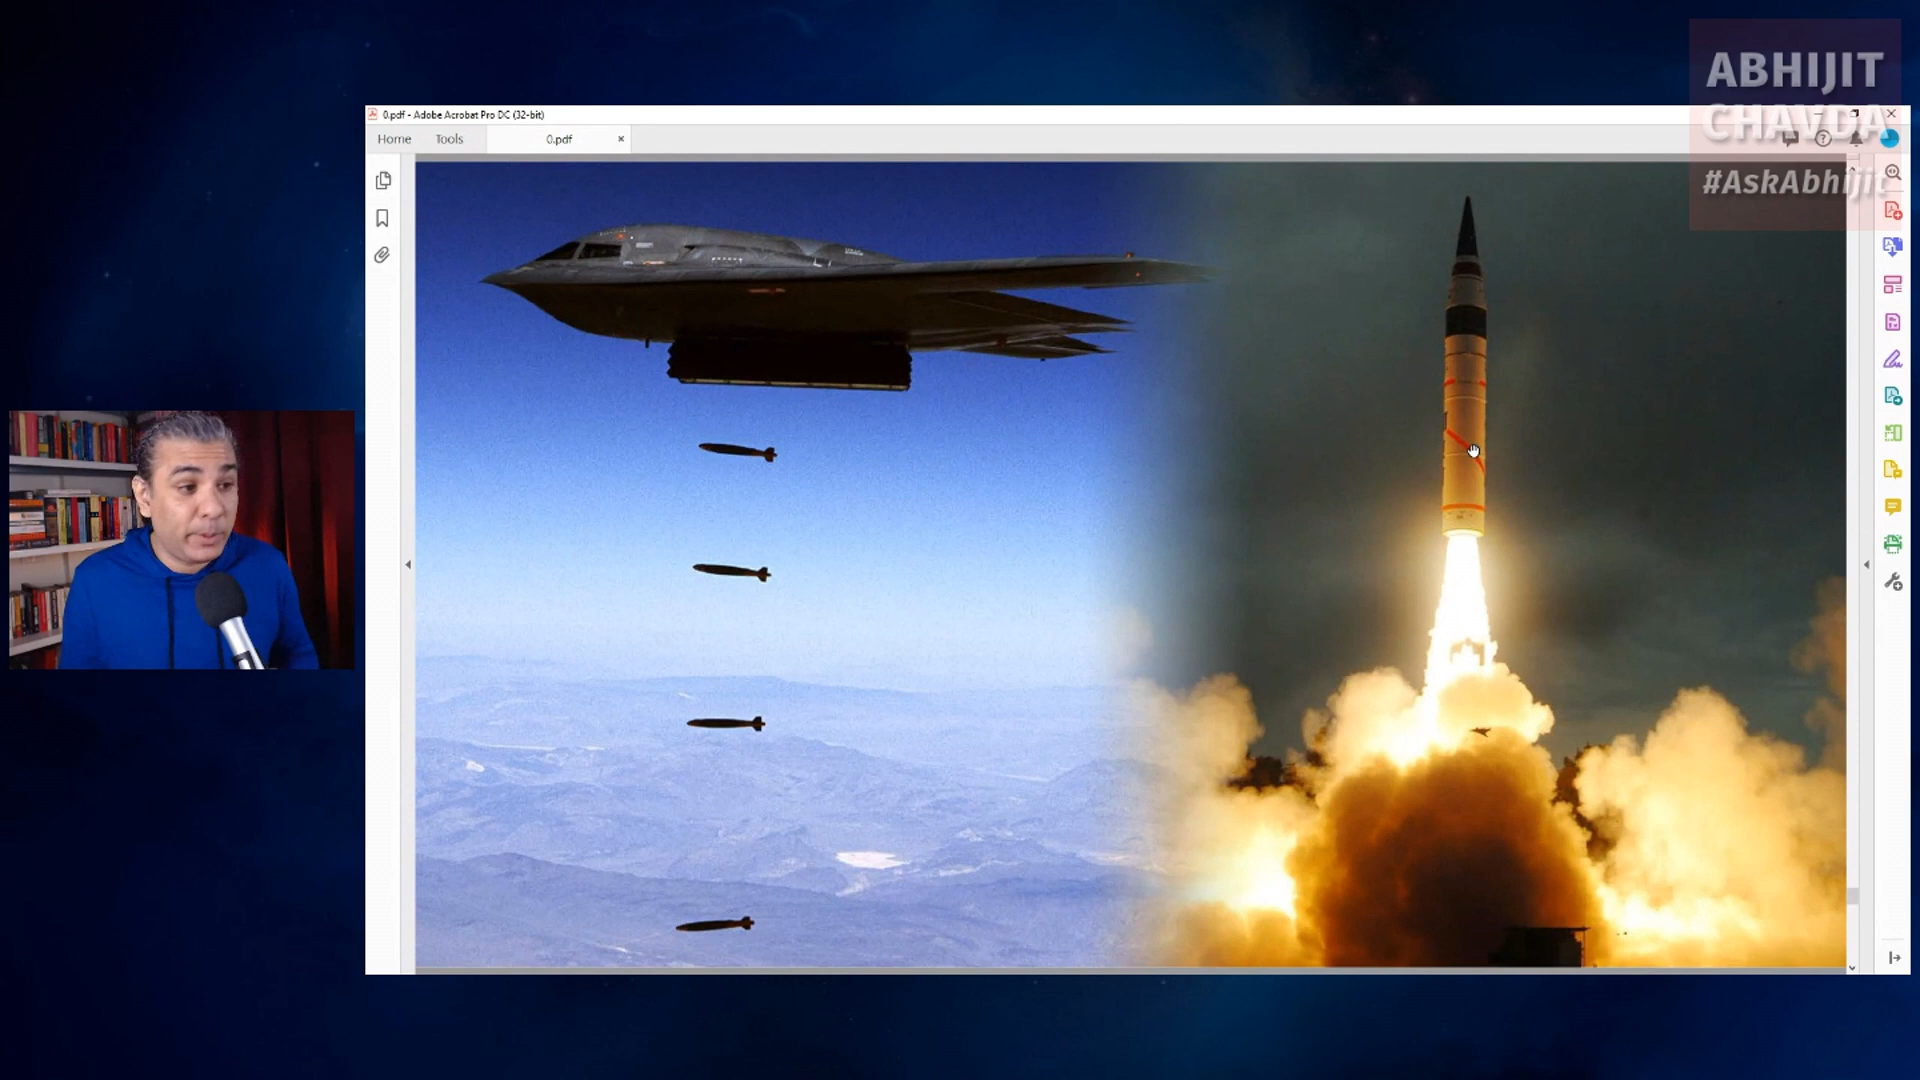 ABHIJIT
CHAVDA
#AskAbhijit
0.pdf - Adobe Acrobat Pro DC (32-bit)
Home
Tools
0.pdf